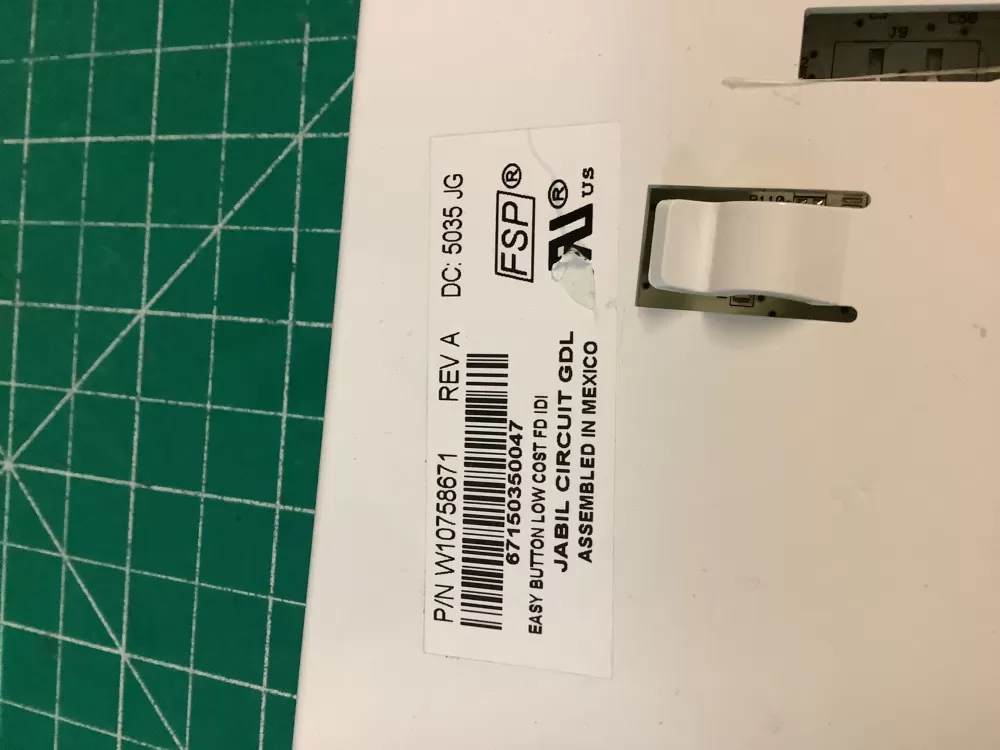 P/N W10758671 REV A DC: 5035 JG
67150350047
FSP®
EASY BUTTON LOW COST FD IDI
JABIL CIRCUIT GDL
ASSEMBLED IN MEXICO
® US
J9